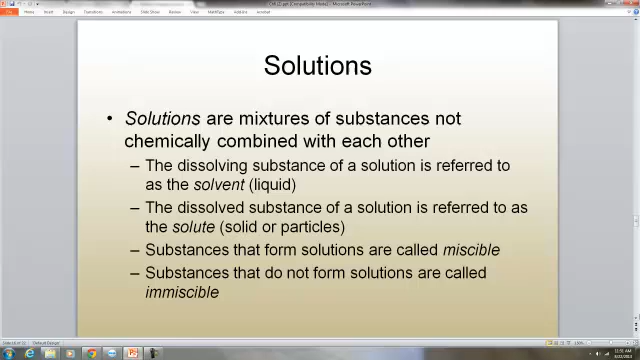 Solutions
• Solutions are mixtures of substances not
chemically combined with each other
– The dissolving substance of a solution is referred to
as the solvent (liquid)
– The dissolved substance of a solution is referred to as
the solute (solid or particles)
– Substances that form solutions are called miscible
– Substances that do not form solutions are called
immiscible